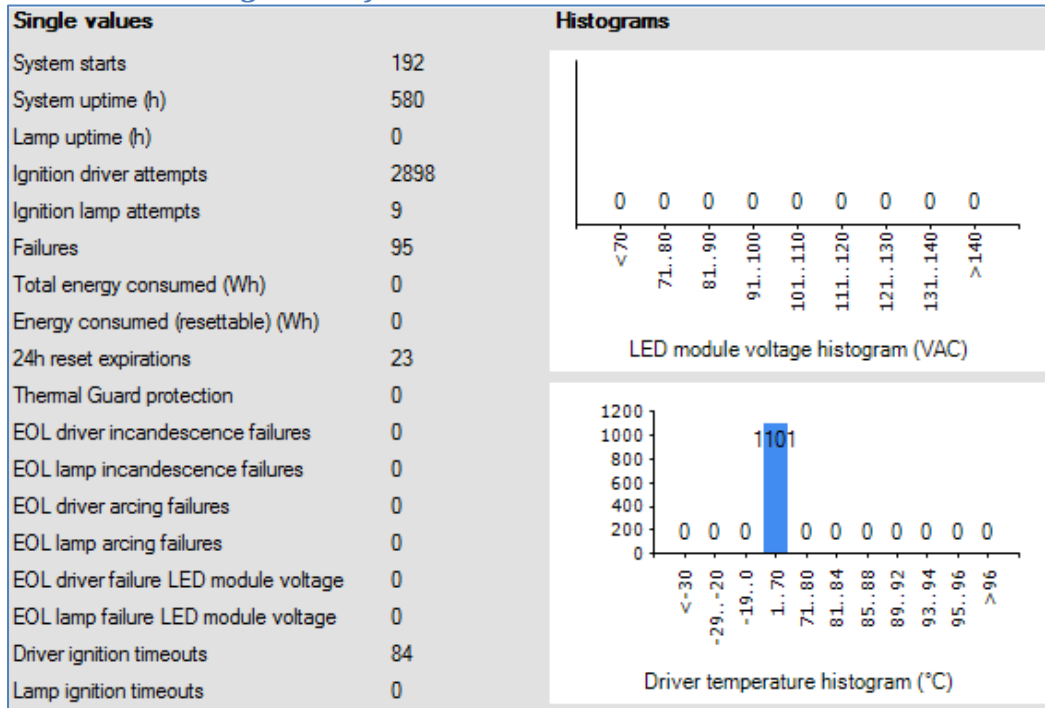 Single values
System starts 192
System uptime (h) 580
Lamp uptime (h) 0
Ignition driver attempts 2898
Ignition lamp attempts 9
Failures 95
Total energy consumed (Wh) 0
Energy consumed (resettable) (Wh) 0
24h reset expirations 23
Thermal Guard protection 0
EOL driver incandescence failures 0
EOL lamp incandescence failures 0
EOL driver arcing failures 0
EOL lamp arcing failures 0
EOL driver failure LED module voltage 0
EOL lamp failure LED module voltage 0
Driver ignition timeouts 84
Lamp ignition timeouts 0
Histograms
0 0 0 0 0 0 0 0 0
<70 71..80 81..90 91..100 101..110 111..120 121..130 131..140 >140
LED module voltage histogram (VAC)
1200
1000
800
600
400
200
0
0 0 0 1101 0 0 0 0 0 0 0
<-30 -29..-20 -19..0 1..70 71..80 81..84 85..88 89..92 93..94 95..96 >96
Driver temperature histogram (°C)